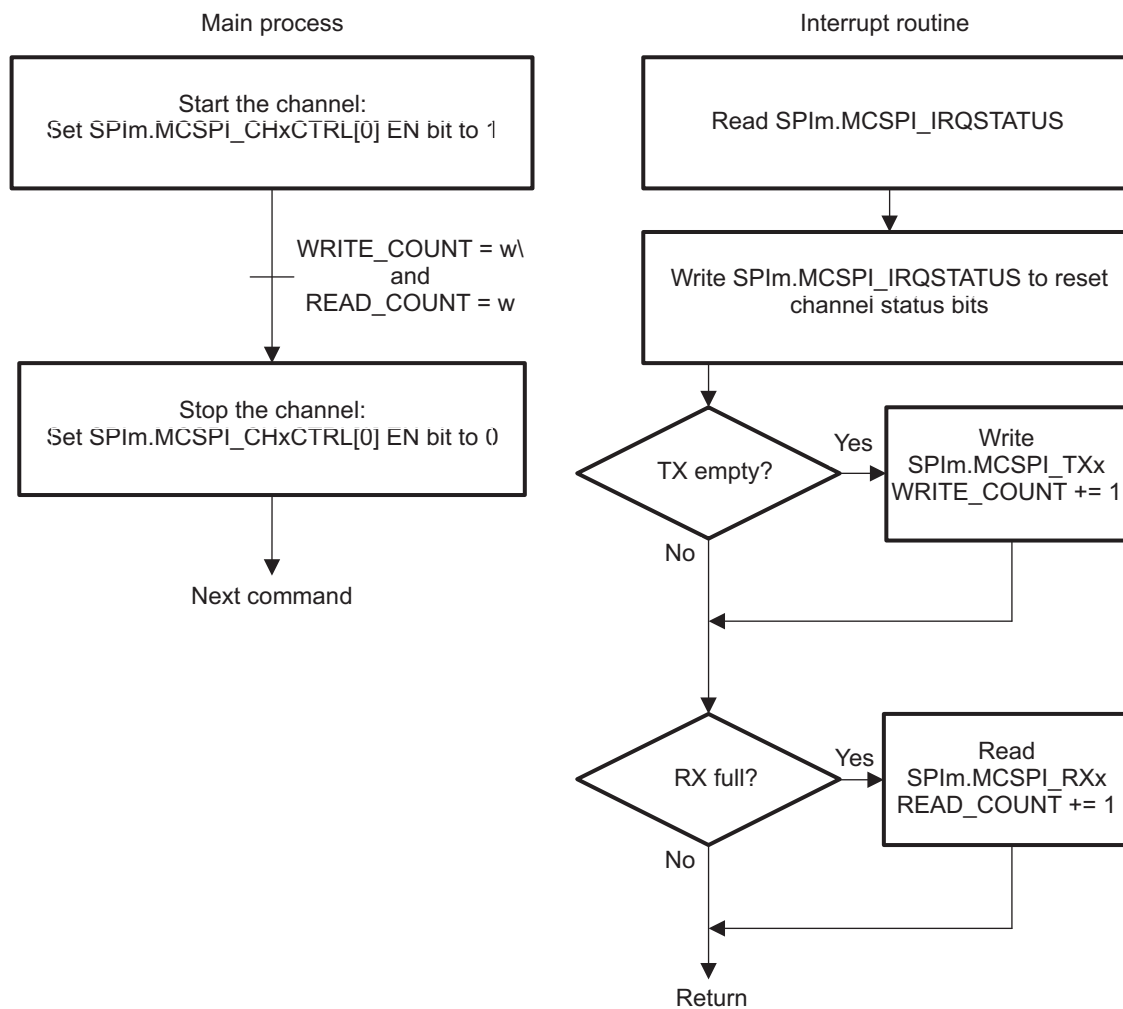 Main process
Start the channel:
Set SPIm.MCSPI_CHxCTRL[0] EN bit to 1
WRITE_COUNT = w\
and
READ_COUNT = w
Stop the channel:
Set SPIm.MCSPI_CHxCTRL[0] EN bit to 0
Next command
Interrupt routine
Read SPIm.MCSPI_IRQSTATUS
Write SPIm.MCSPI_IRQSTATUS to reset
channel status bits
TX empty?
Yes
Write
SPIm.MCSPI_TXx
WRITE_COUNT += 1
No
RX full?
Yes
Read
SPIm.MCSPI_RXx
READ_COUNT += 1
No
Return